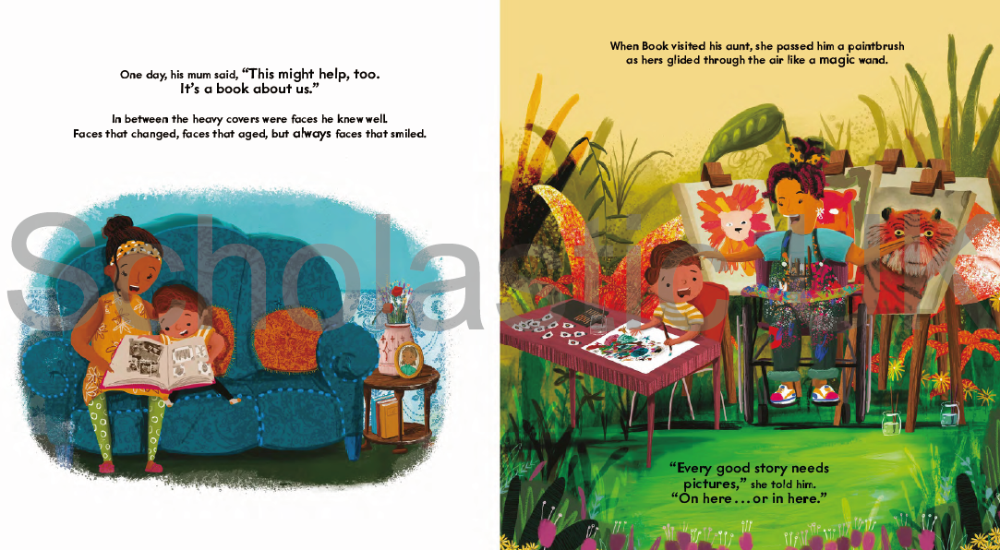 One day, his mum said, “This might help, too.
It’s a book about us.”
In between the heavy covers were faces he knew well.
Faces that changed, faces that aged, but always faces that smiled.
When Book visited his aunt, she passed him a paintbrush
as hers glided through the air like a magic wand.
“Every good story needs
pictures,” she told him.
“On here . . . or in here.”